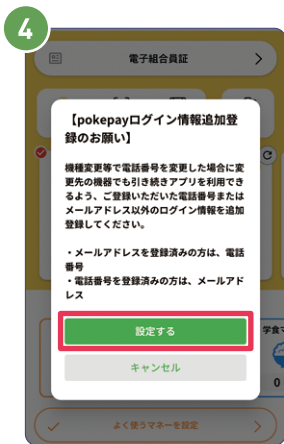 4
電子組合員証
【pokepayログイン情報追加登
録のお願い】
機種変更等で電話番号を変更した場合に変
更先の機器でも引き続きアプリを利用でき
るよう、ご登録いただいた電話番号または
メールアドレス以外のログイン情報を追加
登録してください。
・メールアドレスを登録済みの方は、電話
番号
・電話番号を登録済みの方は、メールアド
レス
設定する
学食マ
キャンセル
0
よく使うマネーを設定